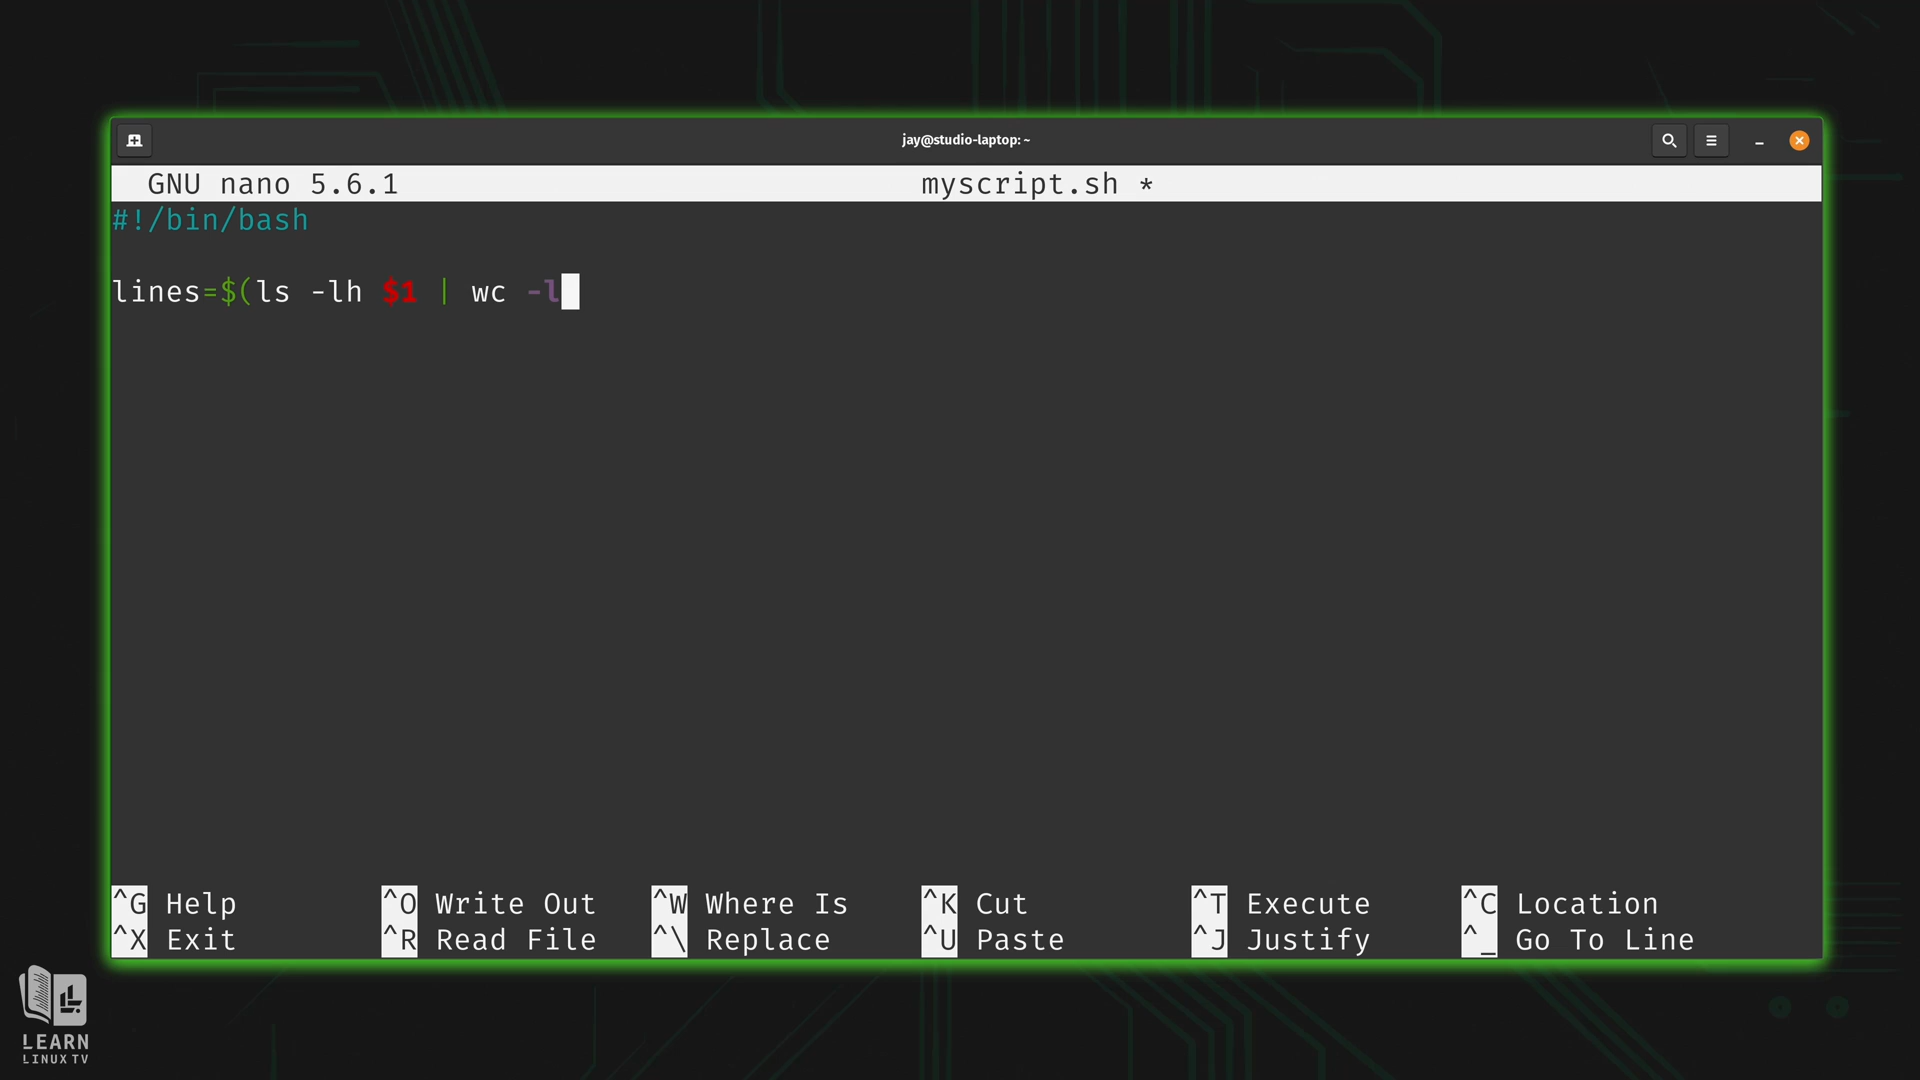 jay@studio-laptop: ~
GNU nano 5.6.1 myscript.sh *
#!/bin/bash
lines=$(ls -lh $1 | wc -l
^G Help ^O Write Out ^W Where Is ^K Cut ^T Execute ^C Location
^X Exit ^R Read File ^\ Replace ^U Paste ^J Justify ^_ Go To Line
LEARN
LINUX TV